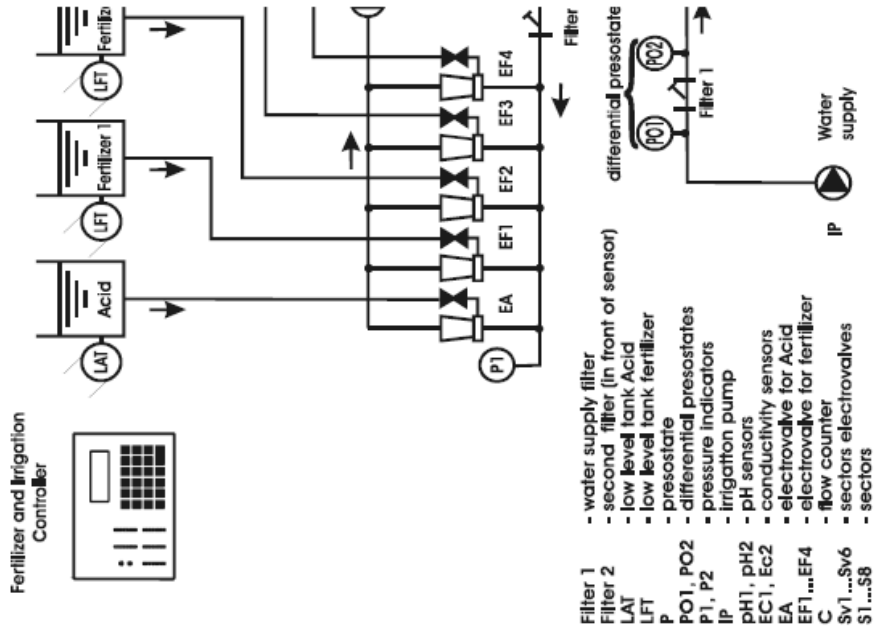 Fertilizer and Irrigation
Controller
LAT
Acid
LFT
Fertilizer 1
LFT
P1
EA
EF1
EF2
EF3
EF4
Filter
differential presostate
PO1
PO2
Filter 1
IP
Water
supply
Filter 1 - water supply filter
Filter 2 - second filter (in front of sensor)
LAT - low level tank Acid
LFT - low level tank fertilizer
P - presostate
PO1, PO2 - differential presostates
P1, P2 - pressure indicators
IP - irrigation pump
pH1, pH2 - pH sensors
EC1, Ec2 - conductivity sensors
EA - electrovalve for Acid
EF1...EF4 - electrovalve for fertilizer
C - flow counter
Sv1...Sv6 - sectors electrovalves
S1...S8 - sectors